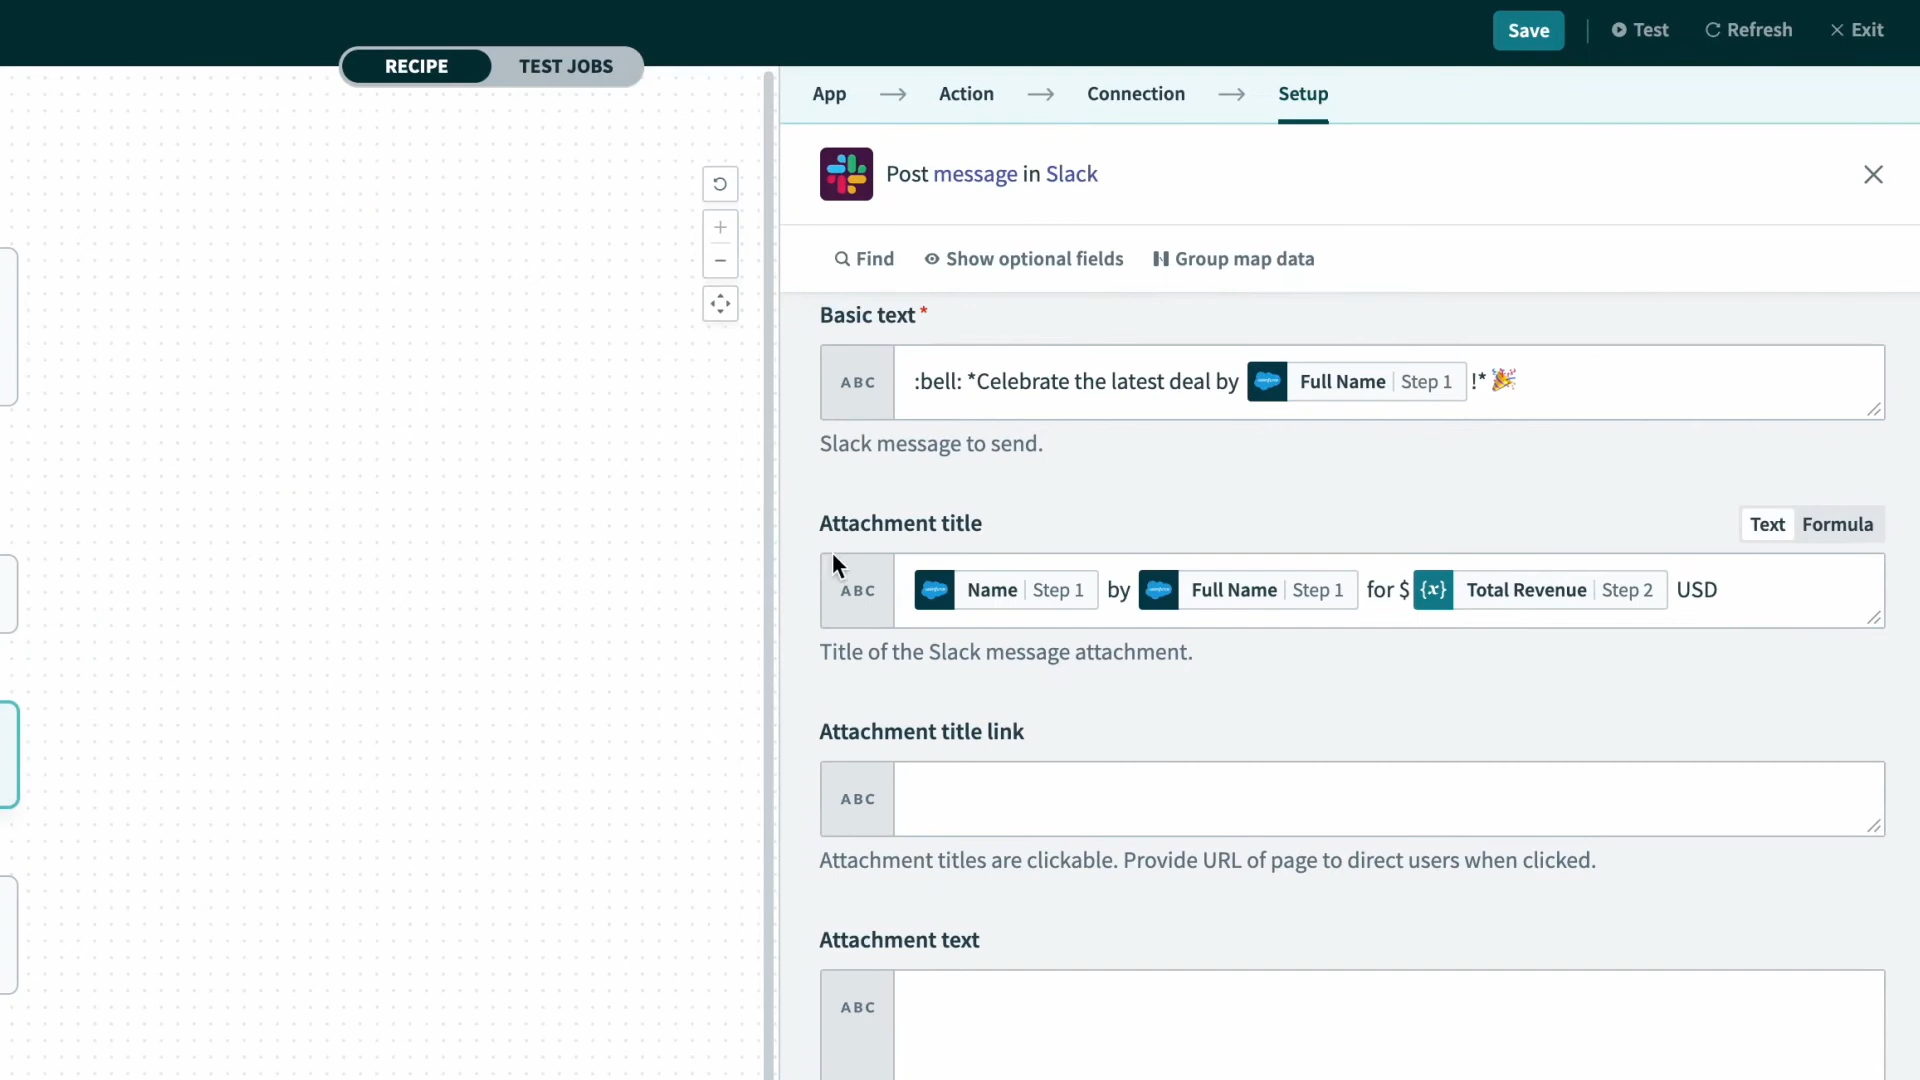 Save
Test
Refresh
Exit
RECIPE
TEST JOBS
App
Action
Connection
Setup
Post message in Slack
Find
Show optional fields
Group map data
Basic text *
ABC
:bell: *Celebrate the latest deal by Full Name Step 1 !* 🎉
Slack message to send.
Attachment title
Text
Formula
ABC
Name Step 1 by Full Name Step 1 for $ {x} Total Revenue Step 2 USD
Title of the Slack message attachment.
Attachment title link
ABC
Attachment titles are clickable. Provide URL of page to direct users when clicked.
Attachment text
ABC